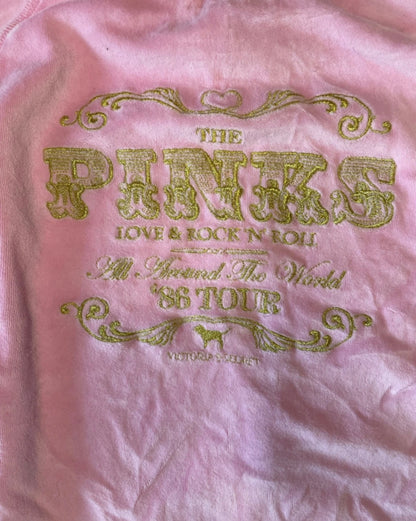 THE
PINKS
LOVE & ROCK 'N' ROLL
All Around The World
'86 TOUR
VICTORIA'S SECRET